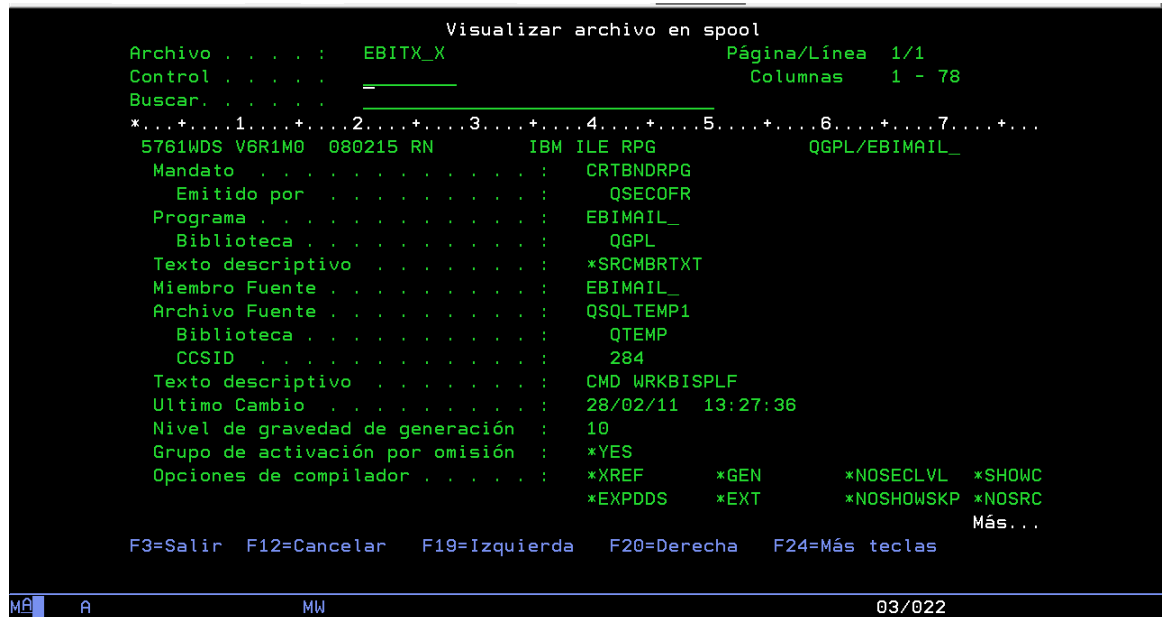 Visualizar archivo en spool
Archivo . . . . : EBITX_X Página/Línea 1/1
Control . . . . . Columnas 1 - 78
Buscar. . . . . .
*...+....1....+....2....+....3....+....4....+....5....+....6....+....7....+...
5761WDS V6R1M0 080215 RN IBM ILE RPG QGPL/EBIMAIL_
Mandato . . . . . . . . . . . . : CRTBNDRPG
Emitido por . . . . . . . . . : QSECOFR
Programa . . . . . . . . . . . : EBIMAIL_
Biblioteca . . . . . . . . . . : QGPL
Texto descriptivo . . . . . . . : *SRCMBRTXT
Miembro Fuente . . . . . . . . . : EBIMAIL_
Archivo Fuente . . . . . . . . . : QSQLTEMP1
Biblioteca . . . . . . . . . . : QTEMP
CCSID . . . . . . . . . . . . : 284
Texto descriptivo . . . . . . . : CMD WRKBISPLF
Ultimo Cambio . . . . . . . . . : 28/02/11 13:27:36
Nivel de gravedad de generación : 10
Grupo de activación por omisión : *YES
Opciones de compilador . . . . . : *XREF *GEN *NOSECLVL *SHOWC
*EXPDDS *EXT *NOSHOWSKP *NOSRC
Más...
F3=Salir F12=Cancelar F19=Izquierda F20=Derecha F24=Más teclas
MA A MW 03/022